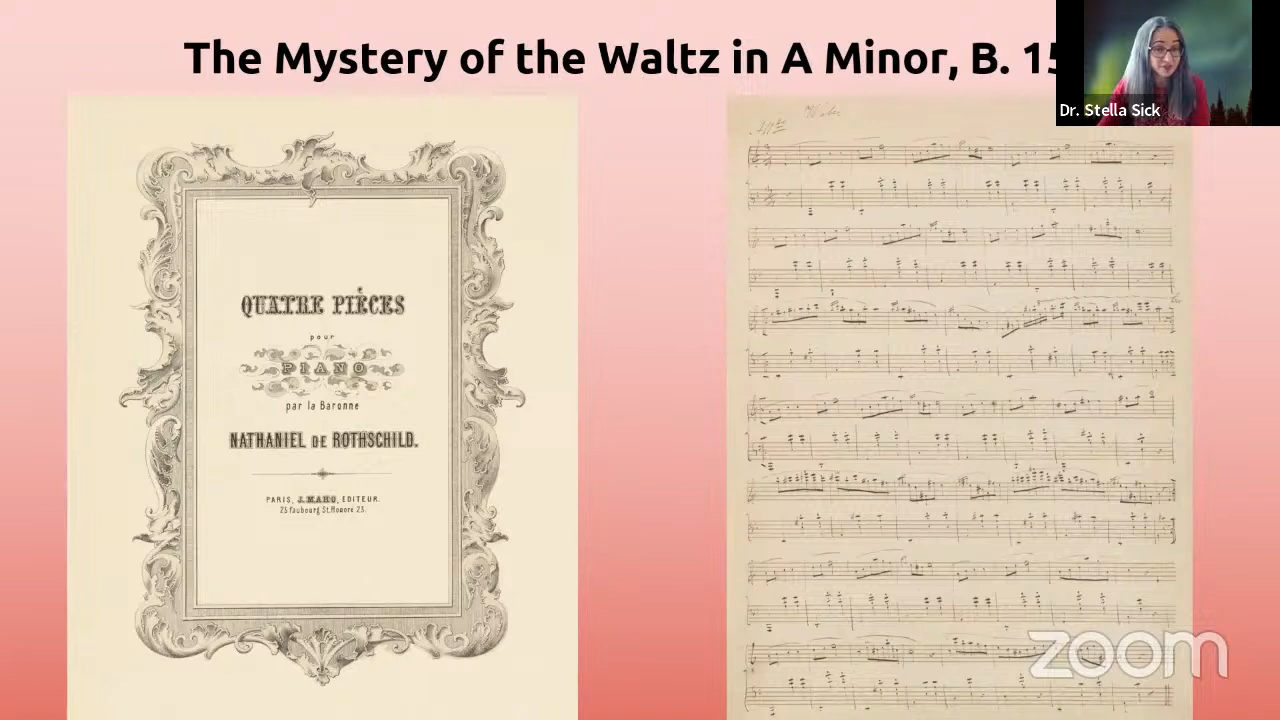 The Mystery of the Waltz in A Minor, B. 15
Dr. Stella Sick
QUATRE PIÈCES
pour
PIANO
par la Baronne
NATHANIEL DE ROTHSCHILD.
PARIS, J. MAHO, EDITEUR.
25 faubourg St. Honoré 23.
zoom